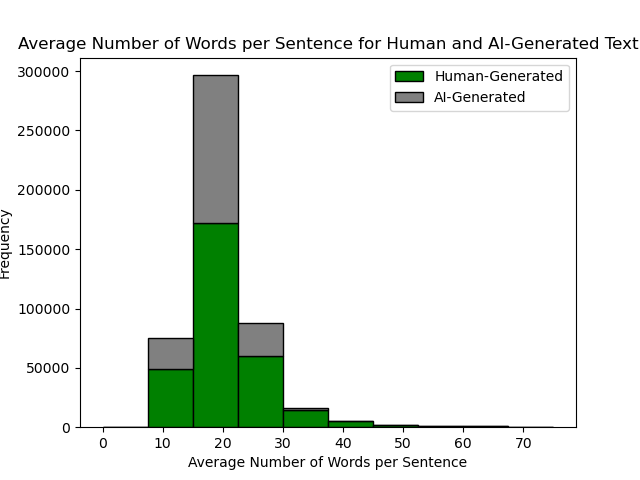 Average Number of Words per Sentence for Human and AI-Generated Text
Human-Generated
AI-Generated
Frequency
300000
250000
200000
150000
100000
50000
0
0 10 20 30 40 50 60 70
Average Number of Words per Sentence